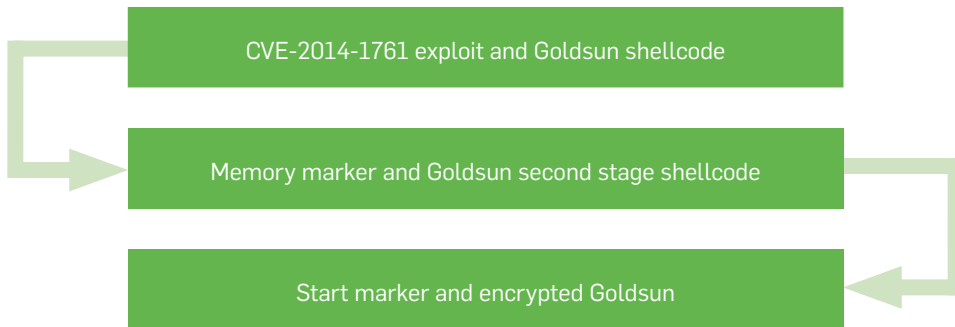 CVE-2014-1761 exploit and Goldsun shellcode
Memory marker and Goldsun second stage shellcode
Start marker and encrypted Goldsun